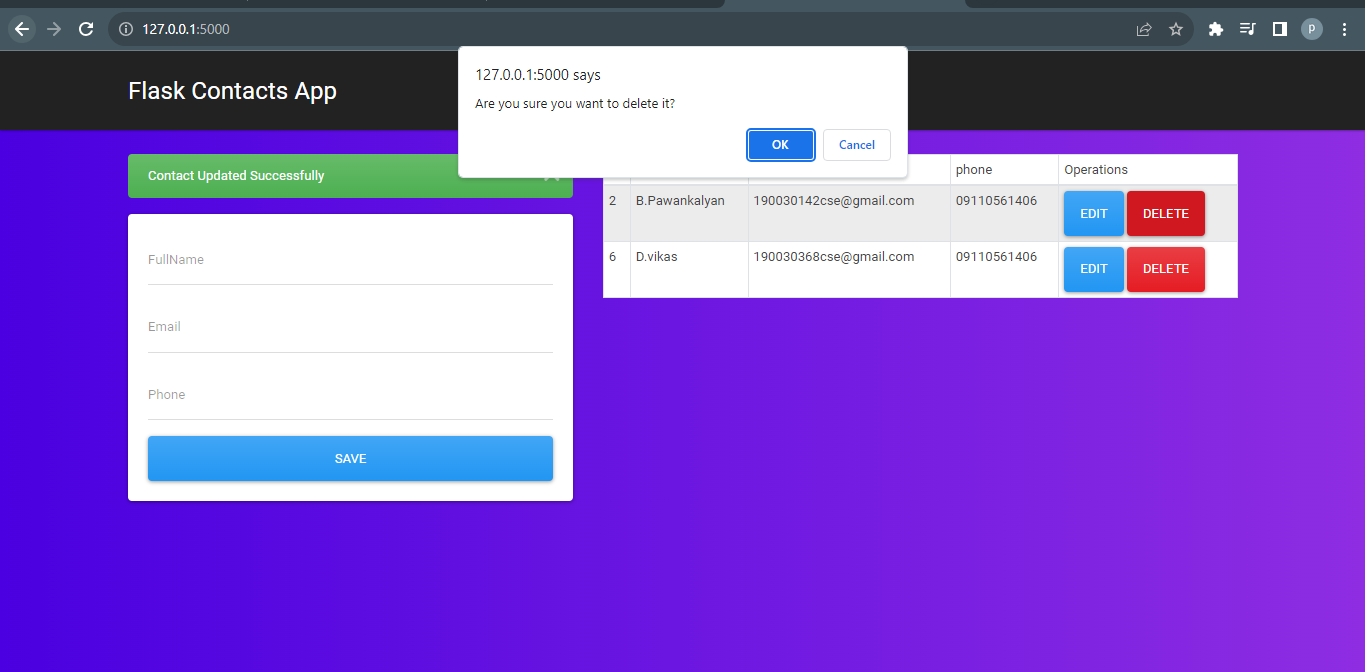 127.0.0.1:5000
P
127.0.0.1:5000 says
Are you sure you want to delete it?
OK Cancel
Flask Contacts App
Contact Updated Successfully
FullName
Email
Phone
SAVE
phone Operations
2 B.Pawankalyan 190030142cse@gmail.com 09110561406 EDIT DELETE
6 D.vikas 190030368cse@gmail.com 09110561406 EDIT DELETE